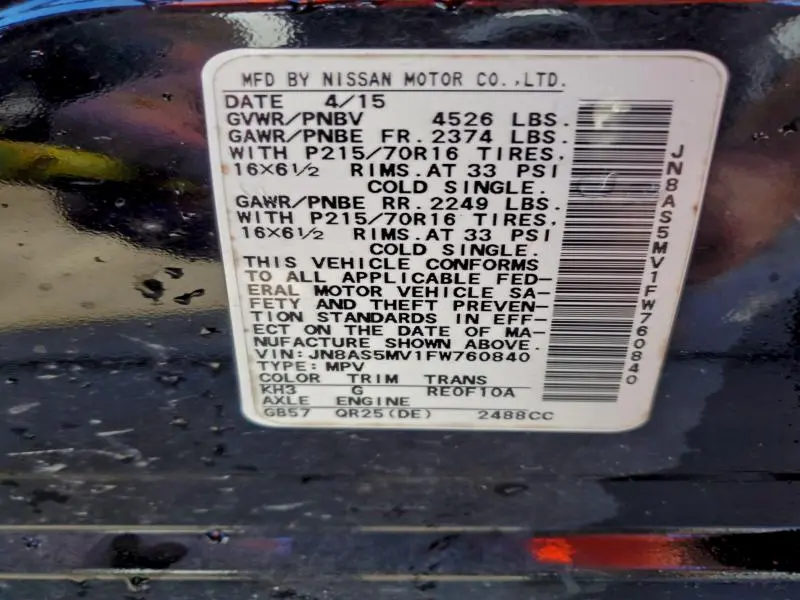 MFD BY NISSAN MOTOR CO.,LTD.
DATE 4/15
GVWR/PNBV 4526 LBS.
GAWR/PNBE FR. 2374 LBS.
WITH P215/70R16 TIRES,
16×6½ RIMS.AT 33 PSI
COLD SINGLE.
GAWR/PNBE RR. 2249 LBS.
WITH P215/70R16 TIRES,
16×6½ RIMS.AT 33 PSI
COLD SINGLE.
THIS VEHICLE CONFORMS
TO ALL APPLICABLE FED-
ERAL MOTOR VEHICLE SA-
FETY AND THEFT PREVEN-
TION STANDARDS IN EFF-
ECT ON THE DATE OF MA-
NUFACTURE SHOWN ABOVE.
VIN:JN8AS5MV1FW760840
TYPE:MPV
COLOR TRIM TRANS
KH3 G RE0F10A
AXLE ENGINE
GB57 QR25(DE) 2488CC
JN8AS5MV1FW760840